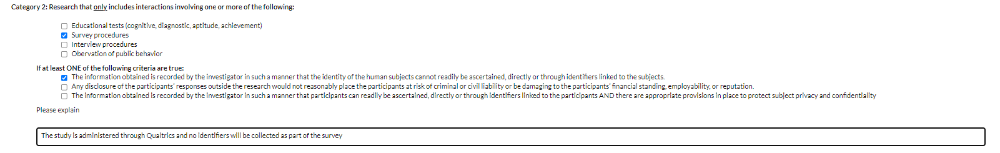 Category 2: Research that only includes interactions involving one or more of the following:
Educational tests (cognitive, diagnostic, aptitude, achievement)
Survey procedures
Interview procedures
Obervation of public behavior
If at least ONE of the following criteria are true:
The information obtained is recorded by the investigator in such a manner that the identity of the human subjects cannot readily be ascertained, directly or through identifiers linked to the subjects.
Any disclosure of the participants' responses outside the research would not reasonably place the participants at risk of criminal or civil liability or be damaging to the participants' financial standing, employability, or reputation.
The information obtained is recorded by the investigator in such a manner that participants can readily be ascertained, directly or through identifiers linked to the participants AND there are appropriate provisions in place to protect subject privacy and confidentiality
Please explain
The study is administered through Qualtrics and no identifiers will be collected as part of the survey